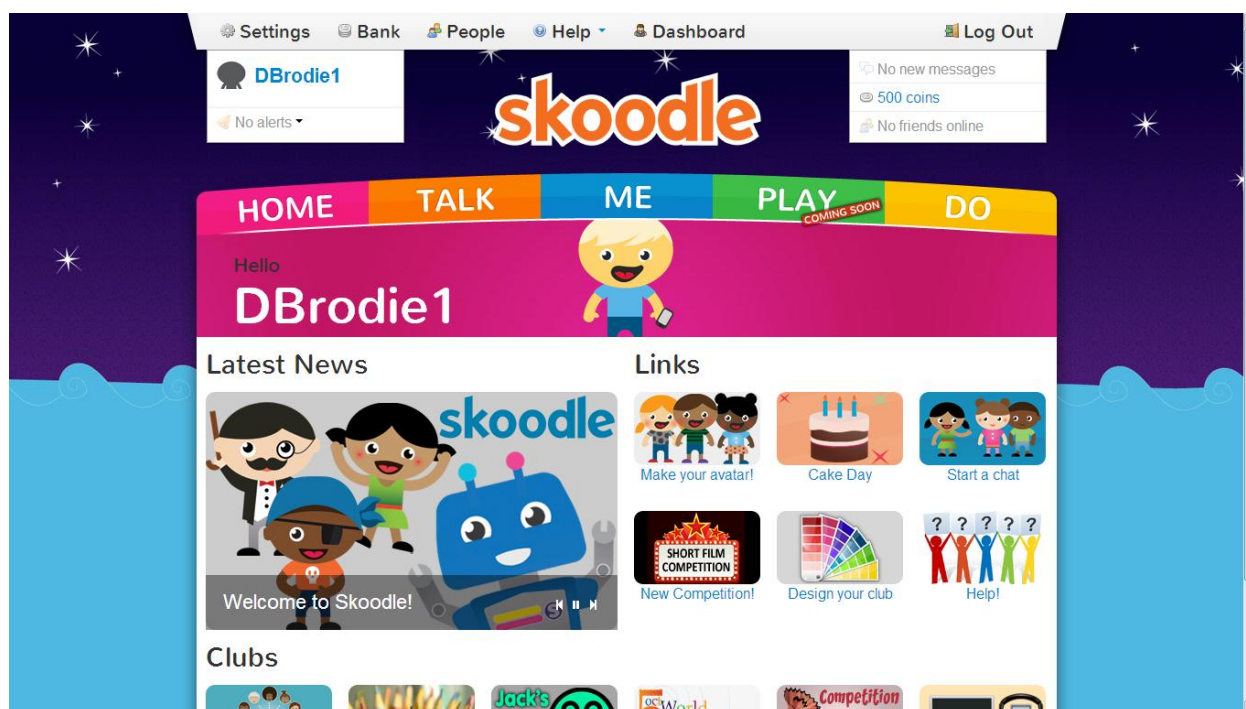 Settings Bank People Help Dashboard Log Out
DBrodie1
No alerts
skoodle
No new messages
500 coins
No friends online
HOME TALK ME PLAY DO
COMING SOON
Hello
DBrodie1
Latest News
skoodle
Welcome to Skoodle!
Links
Make your avatar! Cake Day Start a chat
? ? ? ? ?
SHORT FILM
COMPETITION
New Competition! Design your club Help!
Clubs
Jack's
oct World
Competition